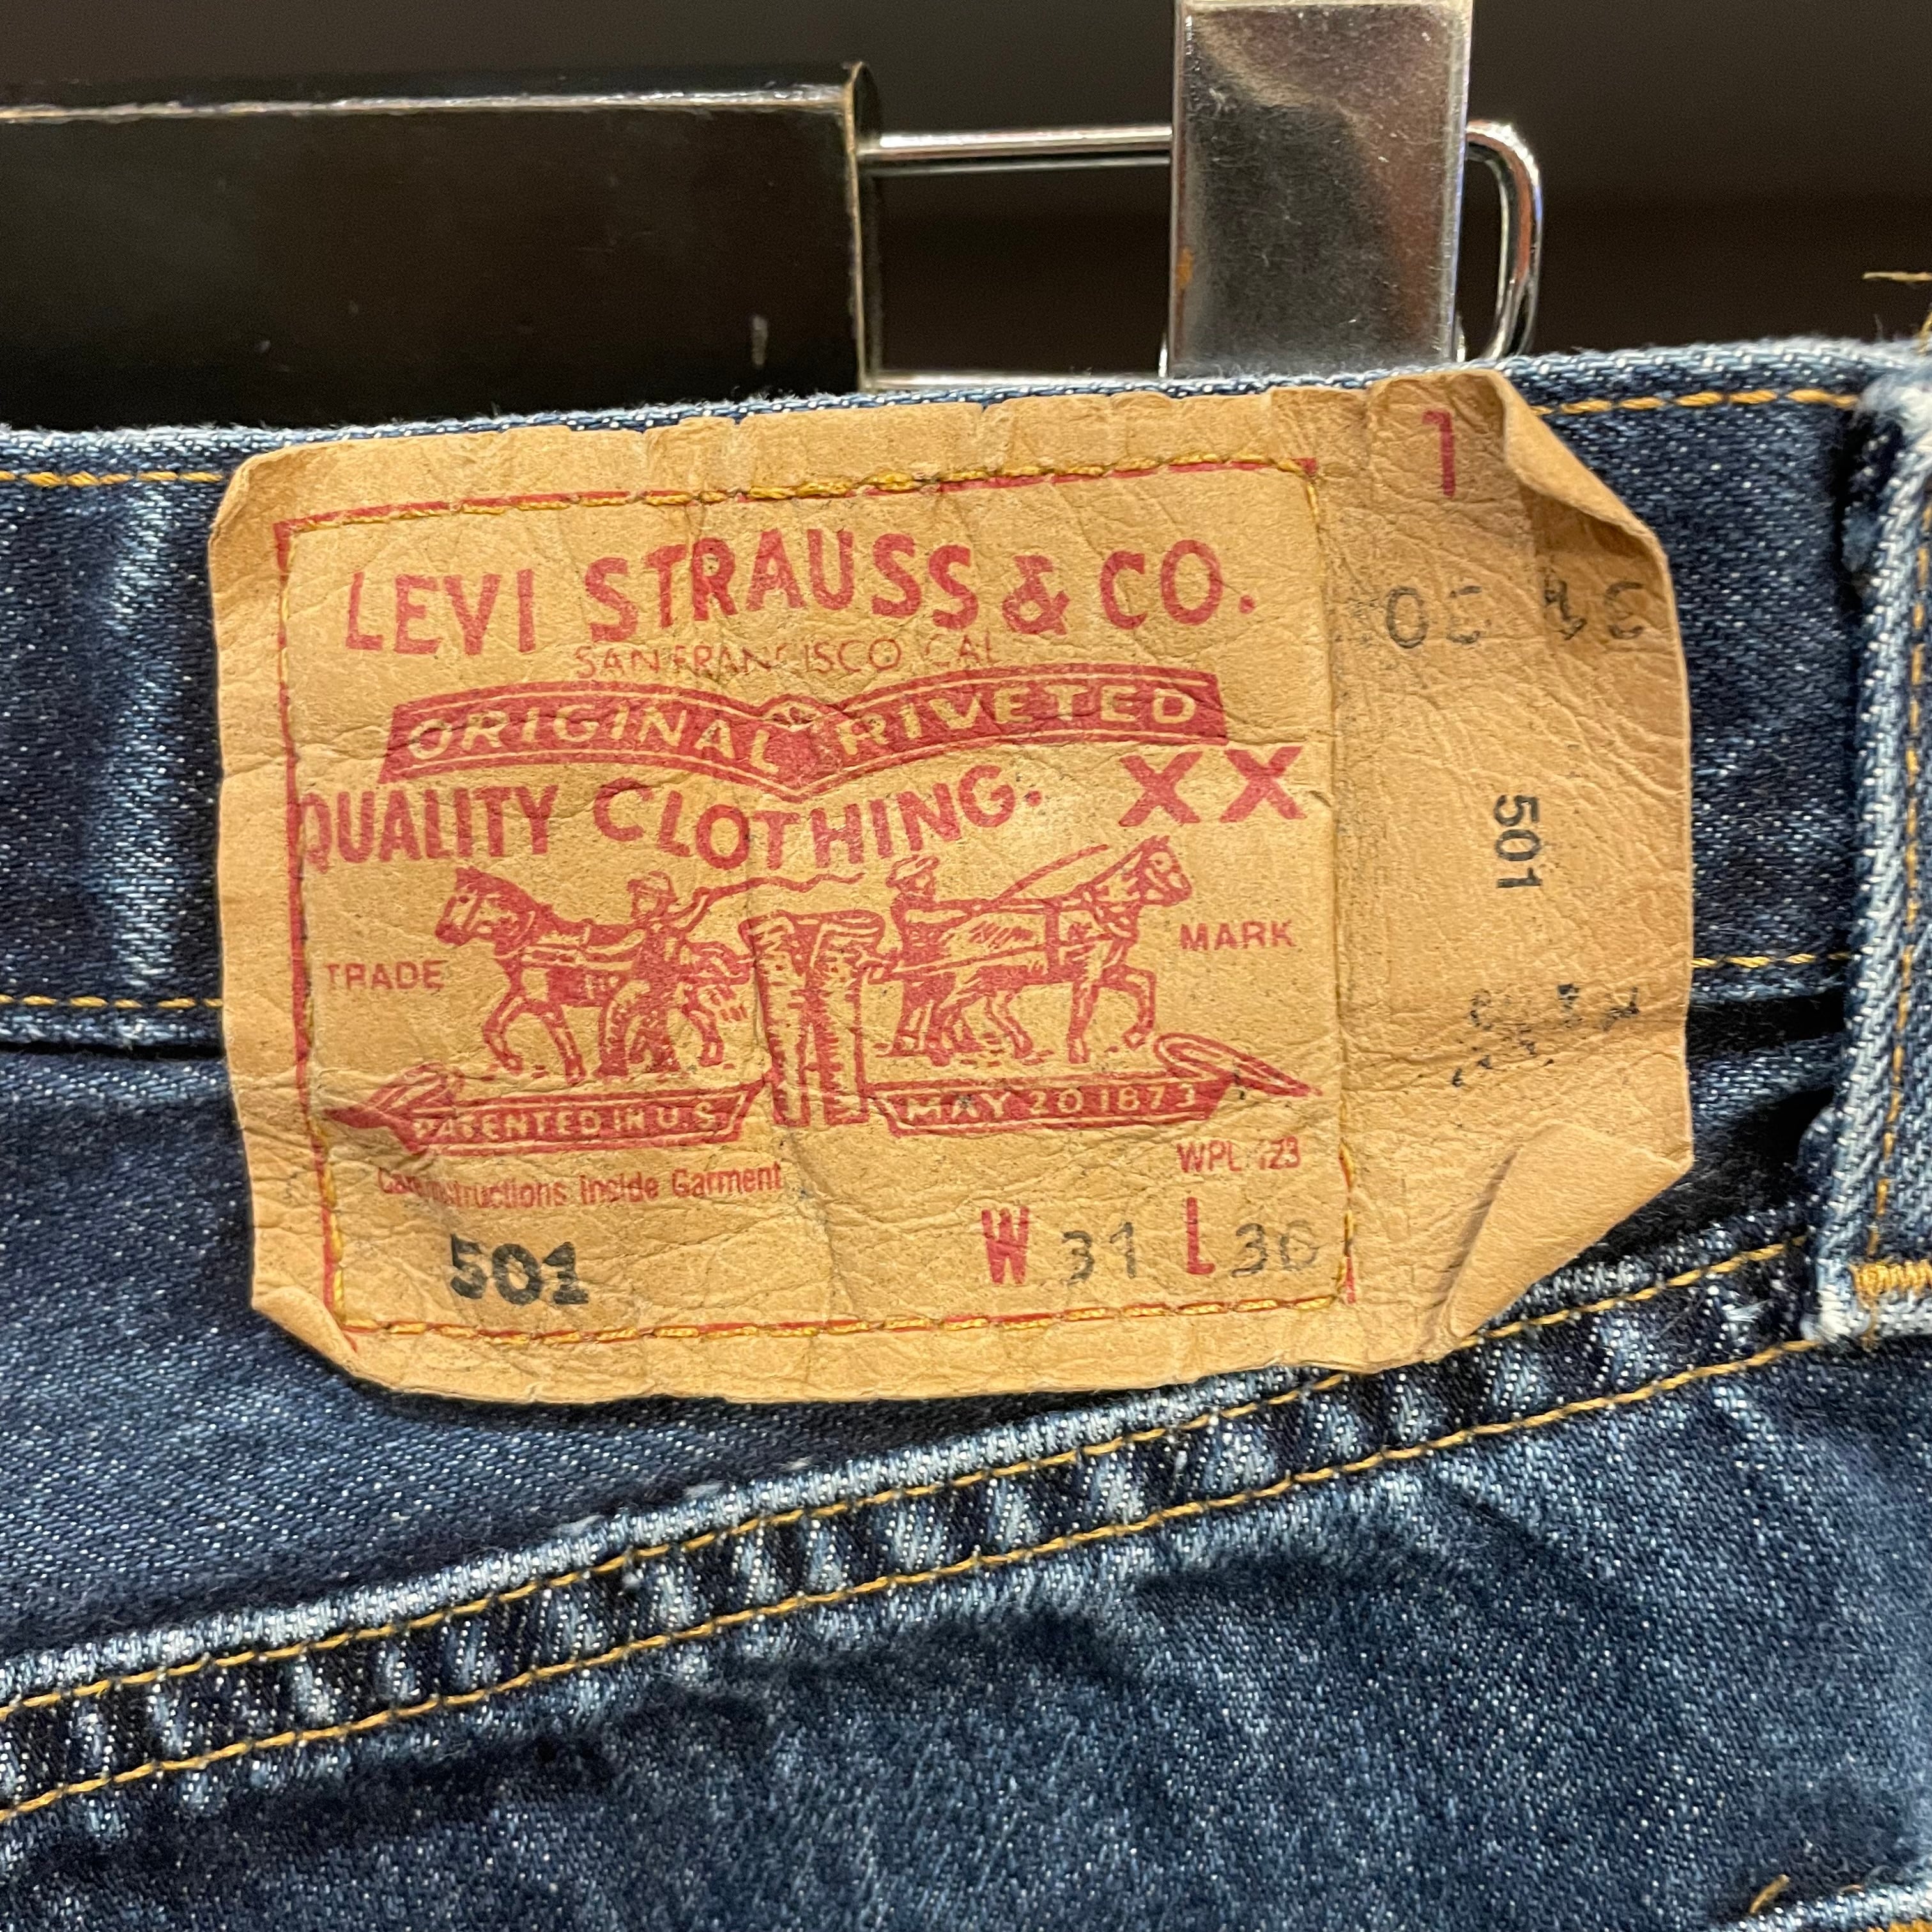 LEVI STRAUSS & CO.
SAN FRANCISCO CAL
ORIGINAL RIVETED
QUALITY CLOTHING. XX
TRADE MARK
PATENTED IN U.S. MAY 20 1873
Instructions Inside Garment
WPL 423
501
W 31 L 30
501